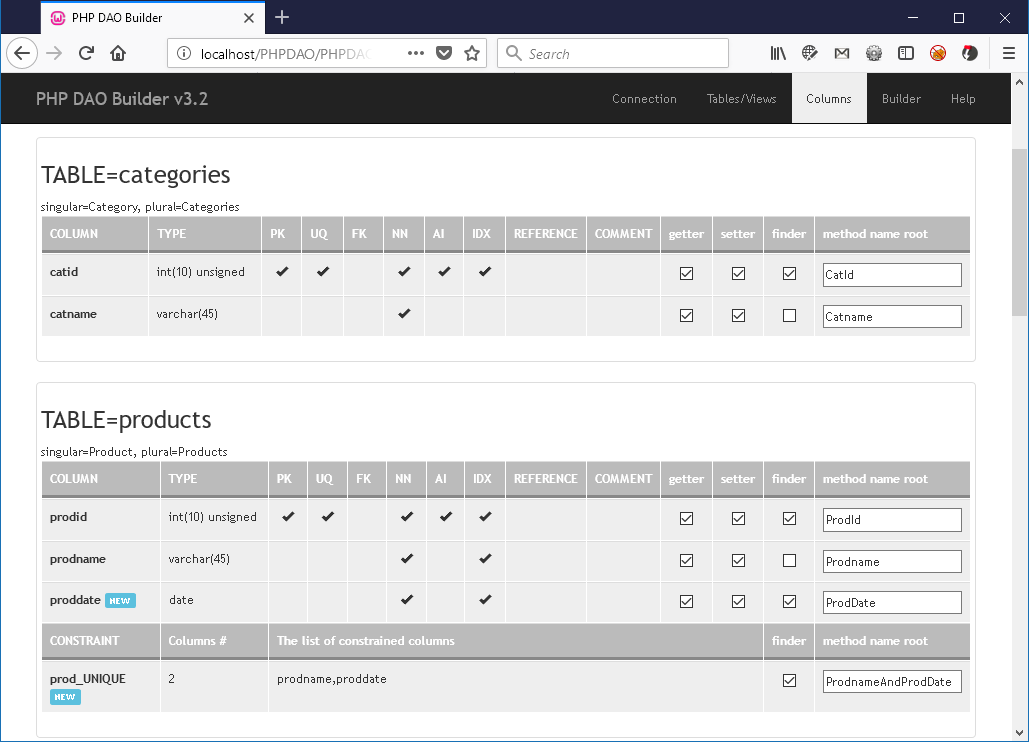 PHP DAO Builder
localhost/PHPDAO/PHPDAO
Search
PHP DAO Builder v3.2 Connection Tables/Views Columns Builder Help
TABLE=categories
singular=Category, plural=Categories
COLUMN TYPE PK UQ FK NN AI IDX REFERENCE COMMENT getter setter finder method name root
catid int(10) unsigned CatId
catname varchar(45) Catname
TABLE=products
singular=Product, plural=Products
COLUMN TYPE PK UQ FK NN AI IDX REFERENCE COMMENT getter setter finder method name root
prodid int(10) unsigned ProdId
prodname varchar(45) Prodname
proddate NEW date ProdDate
CONSTRAINT Columns # The list of constrained columns finder method name root
prod_UNIQUE 2 prodname,proddate ProdnameAndProdDate
NEW